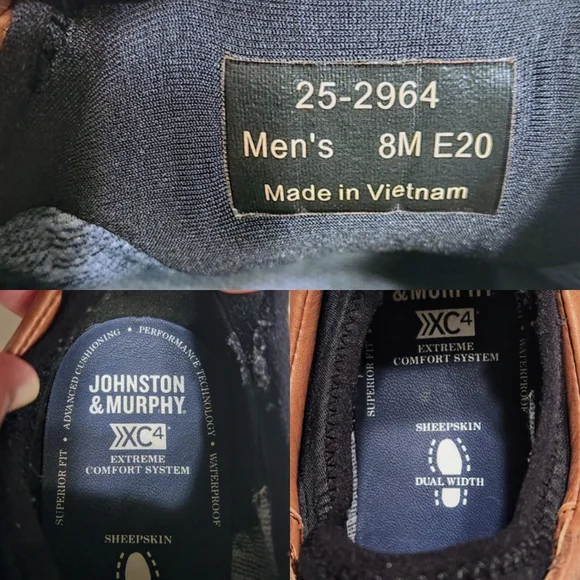 25-2964
Men's 8M E20
Made in Vietnam
SUPERIOR FIT • ADVANCED CUSHIONING • PERFORMANCE TECHNOLOGY • WATERPROOF
JOHNSTON
& MURPHY.
XC4
EXTREME
COMFORT SYSTEM
SHEEPSKIN
& MURPHY
XC4
EXTREME
COMFORT SYSTEM
SUPERIOR FIT
WATERPROOF
SHEEPSKIN
DUAL WIDTH